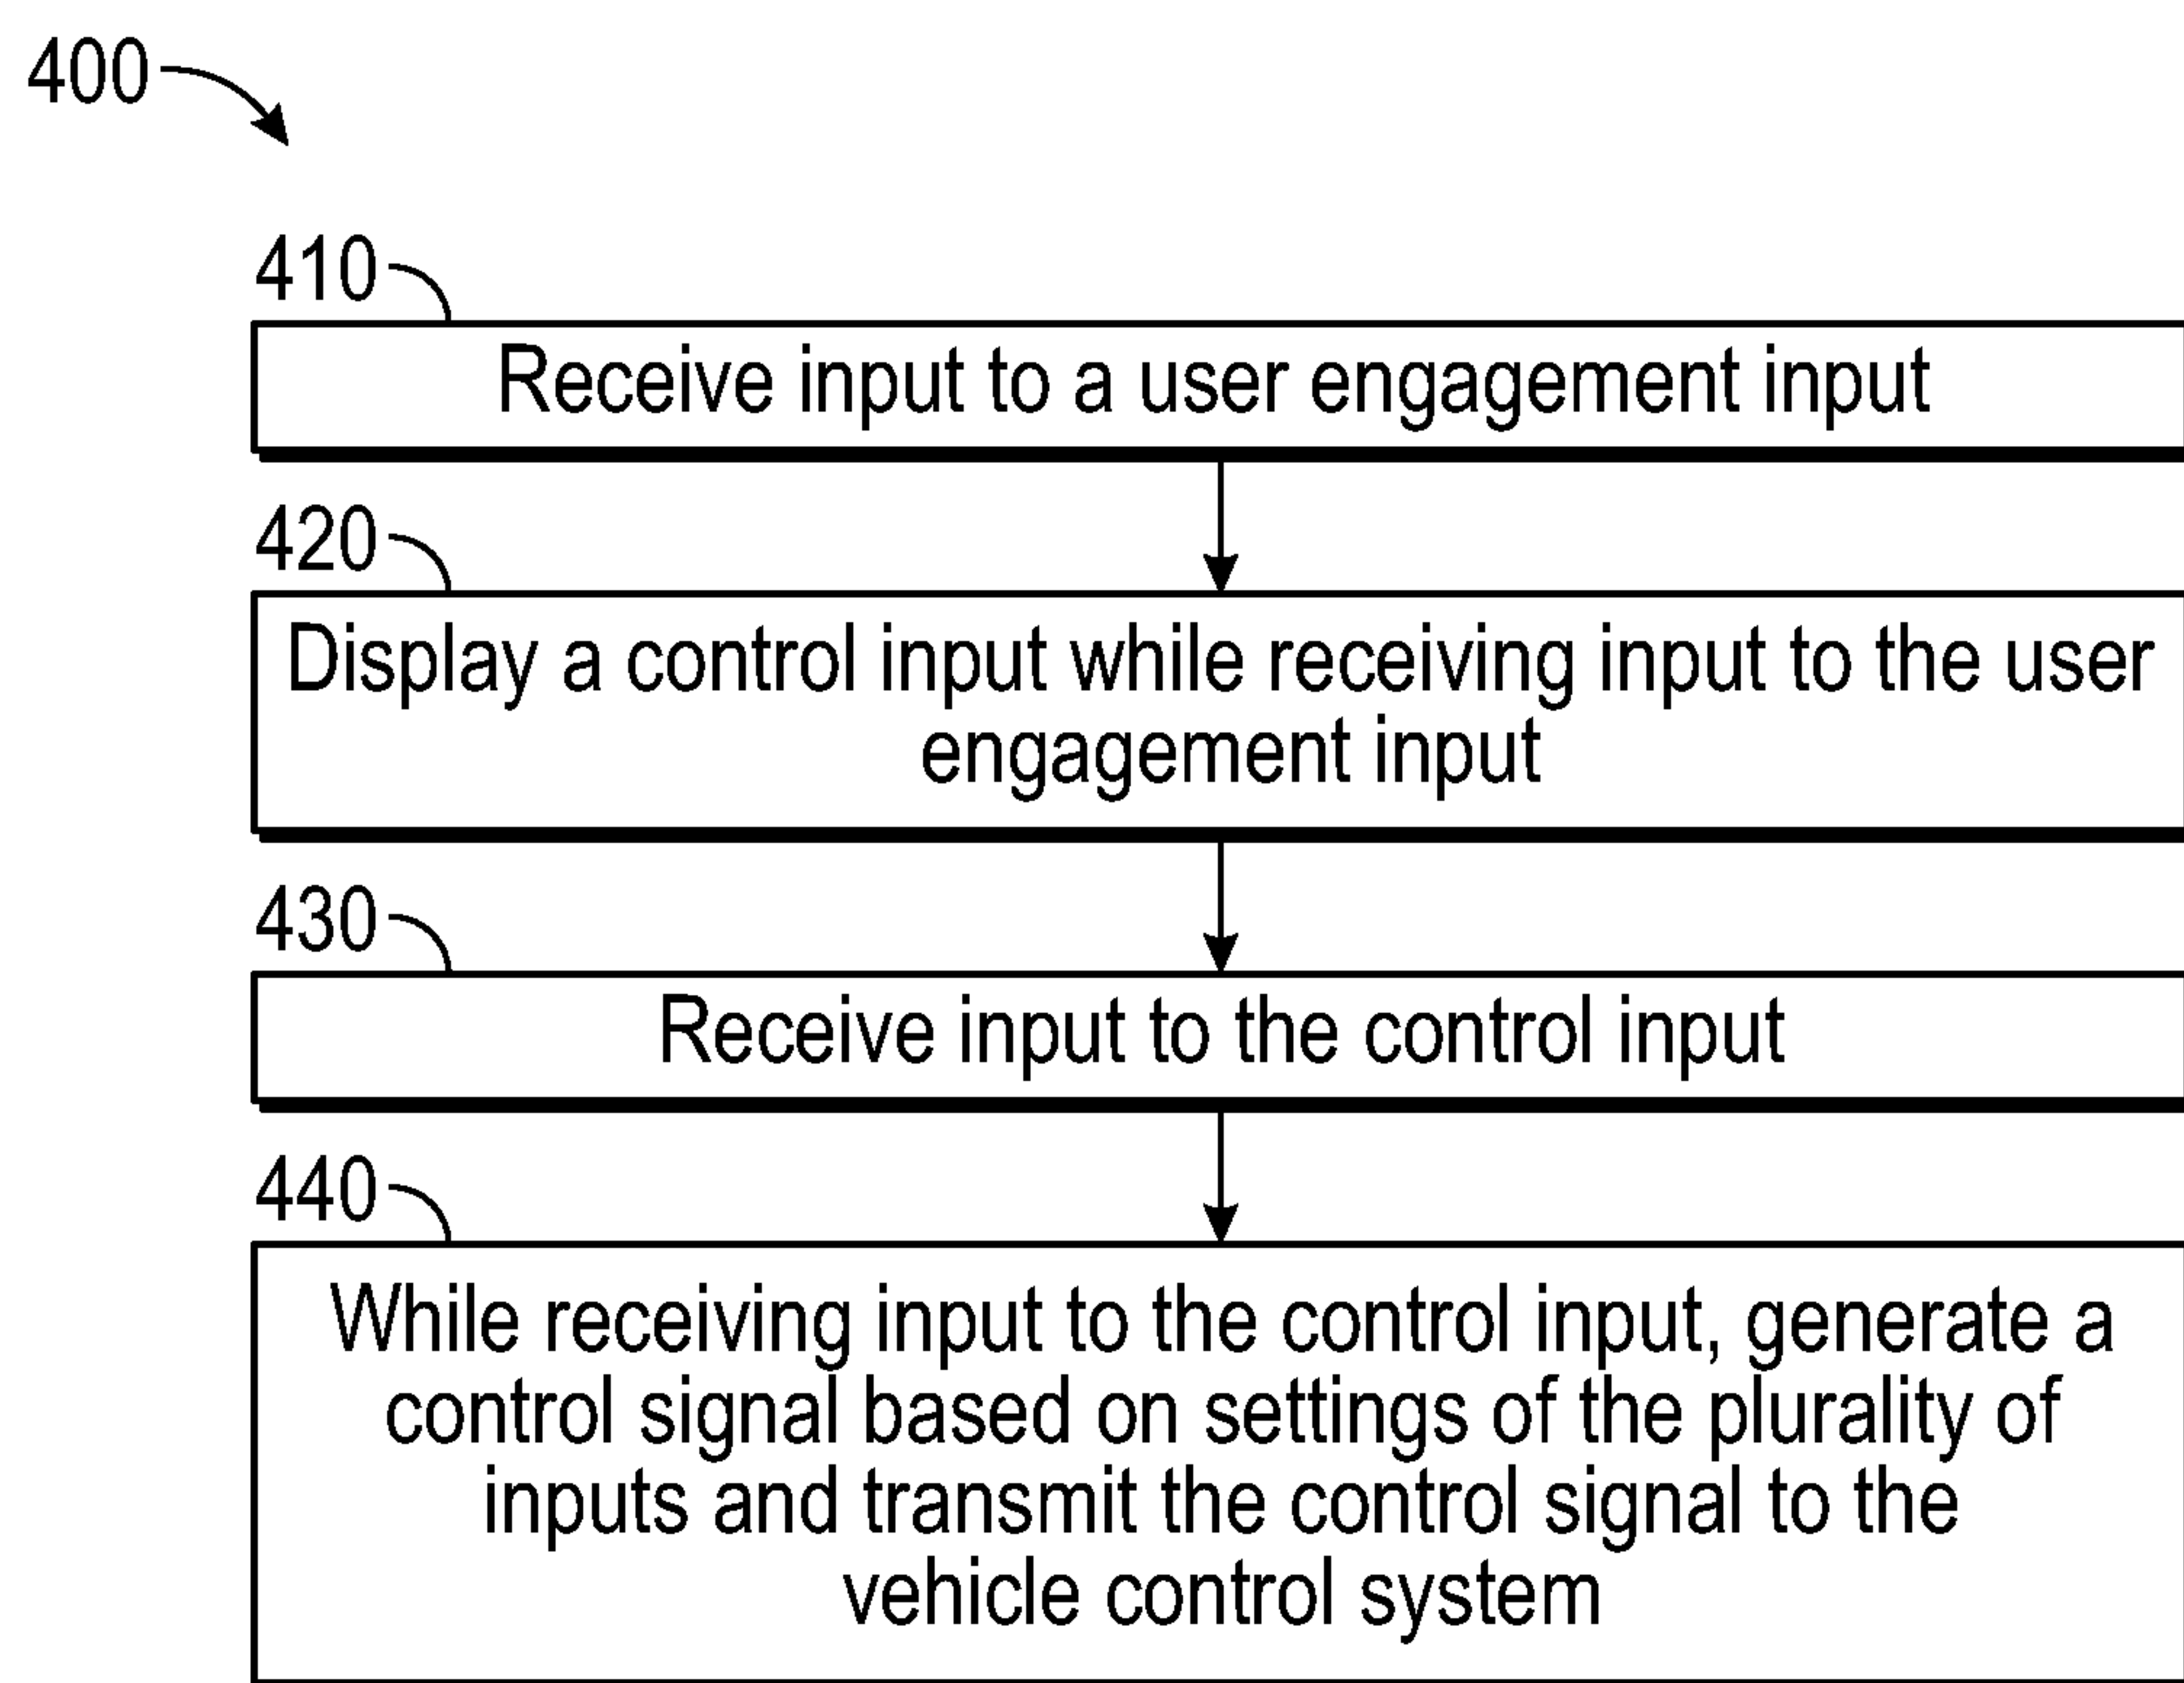 400
410
Receive input to a user engagement input
420
Display a control input while receiving input to the user
engagement input
430
Receive input to the control input
440
While receiving input to the control input, generate a
control signal based on settings of the plurality of
inputs and transmit the control signal to the
vehicle control system